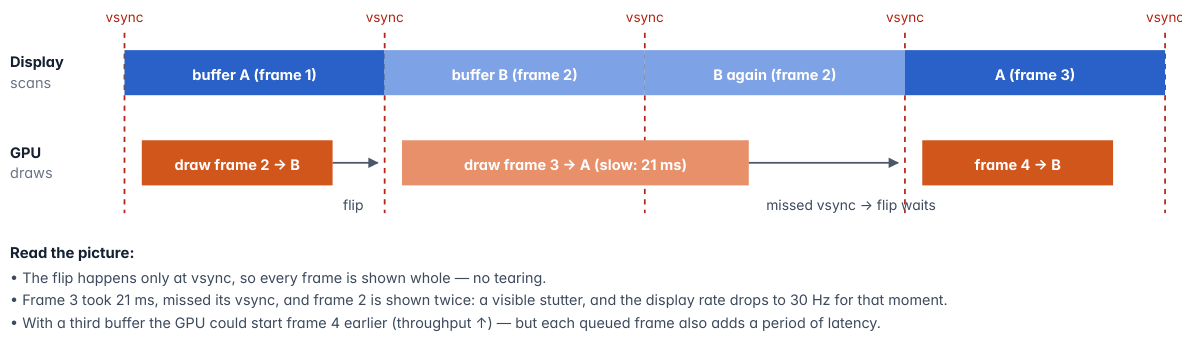 vsync vsync vsync vsync vsync
Display
scans
buffer A (frame 1) buffer B (frame 2) B again (frame 2) A (frame 3)
GPU
draws
draw frame 2 → B draw frame 3 → A (slow: 21 ms) frame 4 → B
flip missed vsync → flip waits
Read the picture:
• The flip happens only at vsync, so every frame is shown whole — no tearing.
• Frame 3 took 21 ms, missed its vsync, and frame 2 is shown twice: a visible stutter, and the display rate drops to 30 Hz for that moment.
• With a third buffer the GPU could start frame 4 earlier (throughput ↑) — but each queued frame also adds a period of latency.